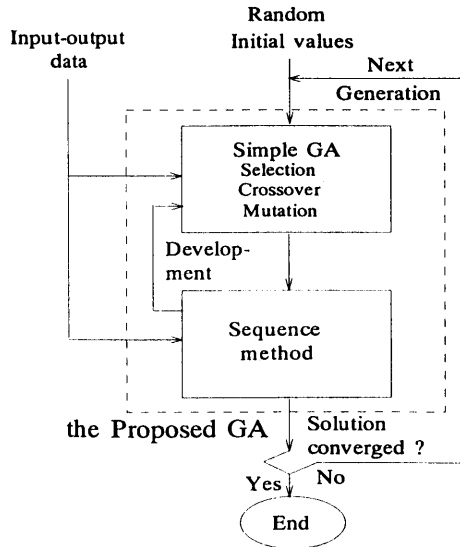 Random
Initial values
Input-output
data
Next
Generation
Simple GA
Selection
Crossover
Mutation
Develop-
ment
Sequence
method
the Proposed GA
Solution
converged ?
Yes
No
End